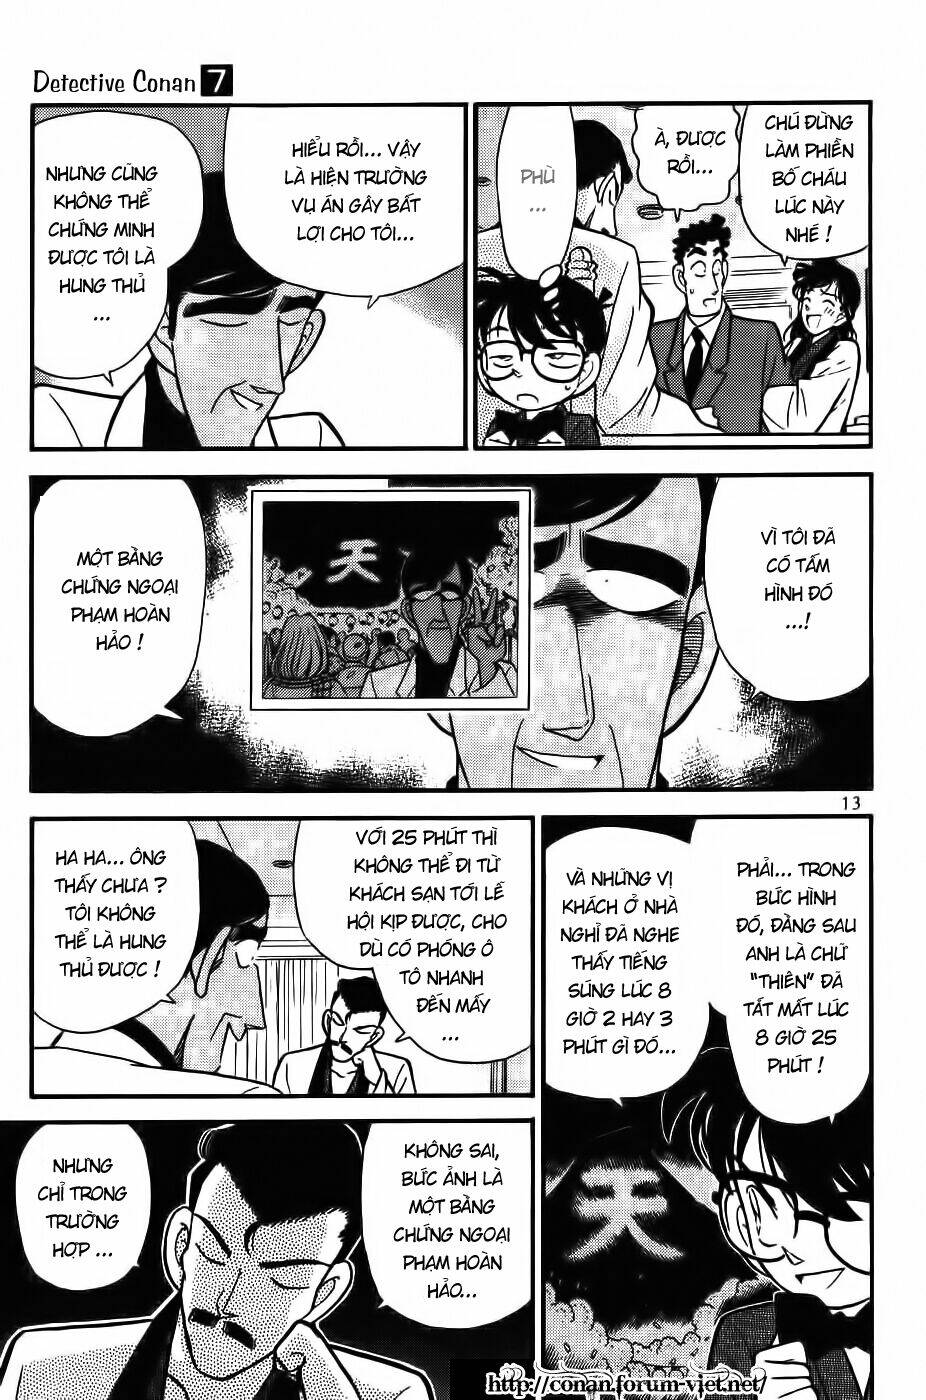 Detective Conan 7
CHÚ ĐỪNG
LÀM PHIỀN
BỐ CHÁU
LÚC NÀY
NHÉ !
À, ĐƯỢC
RỒI...
PHÙ
...
HIỂU RỒI... VẬY
LÀ HIỆN TRƯỜNG
VỤ ÁN GÂY BẤT
LỢI CHO TÔI...
NHƯNG CŨNG
KHÔNG THỂ
CHỨNG MINH
ĐƯỢC TÔI LÀ
HUNG THỦ
...
VÌ TÔI ĐÃ
CÓ TẤM
HÌNH ĐÓ
...!
天
MỘT BẰNG
CHỨNG NGOẠI
PHẠM HOÀN
HẢO !
13
PHẢI... TRONG
BỨC HÌNH
ĐÓ, ĐẰNG SAU
ANH LÀ CHỮ
"THIÊN" ĐÃ
TẮT MẤT LÚC
8 GIỜ 25
PHÚT !
VÀ NHỮNG VỊ
KHÁCH Ở NHÀ
NGHỈ ĐÃ NGHE
THẤY TIẾNG
SÚNG LÚC 8
GIỜ 2 HAY 3
PHÚT GÌ ĐÓ...
天
VỚI 25 PHÚT THÌ
KHÔNG THỂ ĐI TỪ
KHÁCH SẠN TỚI LỄ
HỘI KỊP ĐƯỢC, CHO
DÙ CÓ PHÓNG Ô
TÔ NHANH
ĐẾN MẤY
...
HA HA... ÔNG
THẤY CHƯA ?
TÔI KHÔNG
THỂ LÀ HUNG
THỦ ĐƯỢC !
KHÔNG SAI,
BỨC ẢNH LÀ
MỘT BẰNG
CHỨNG NGOẠI
PHẠM HOÀN
HẢO...
NHƯNG
CHỈ TRONG
TRƯỜNG
HỢP ...
http://conan.forum-viet.net/